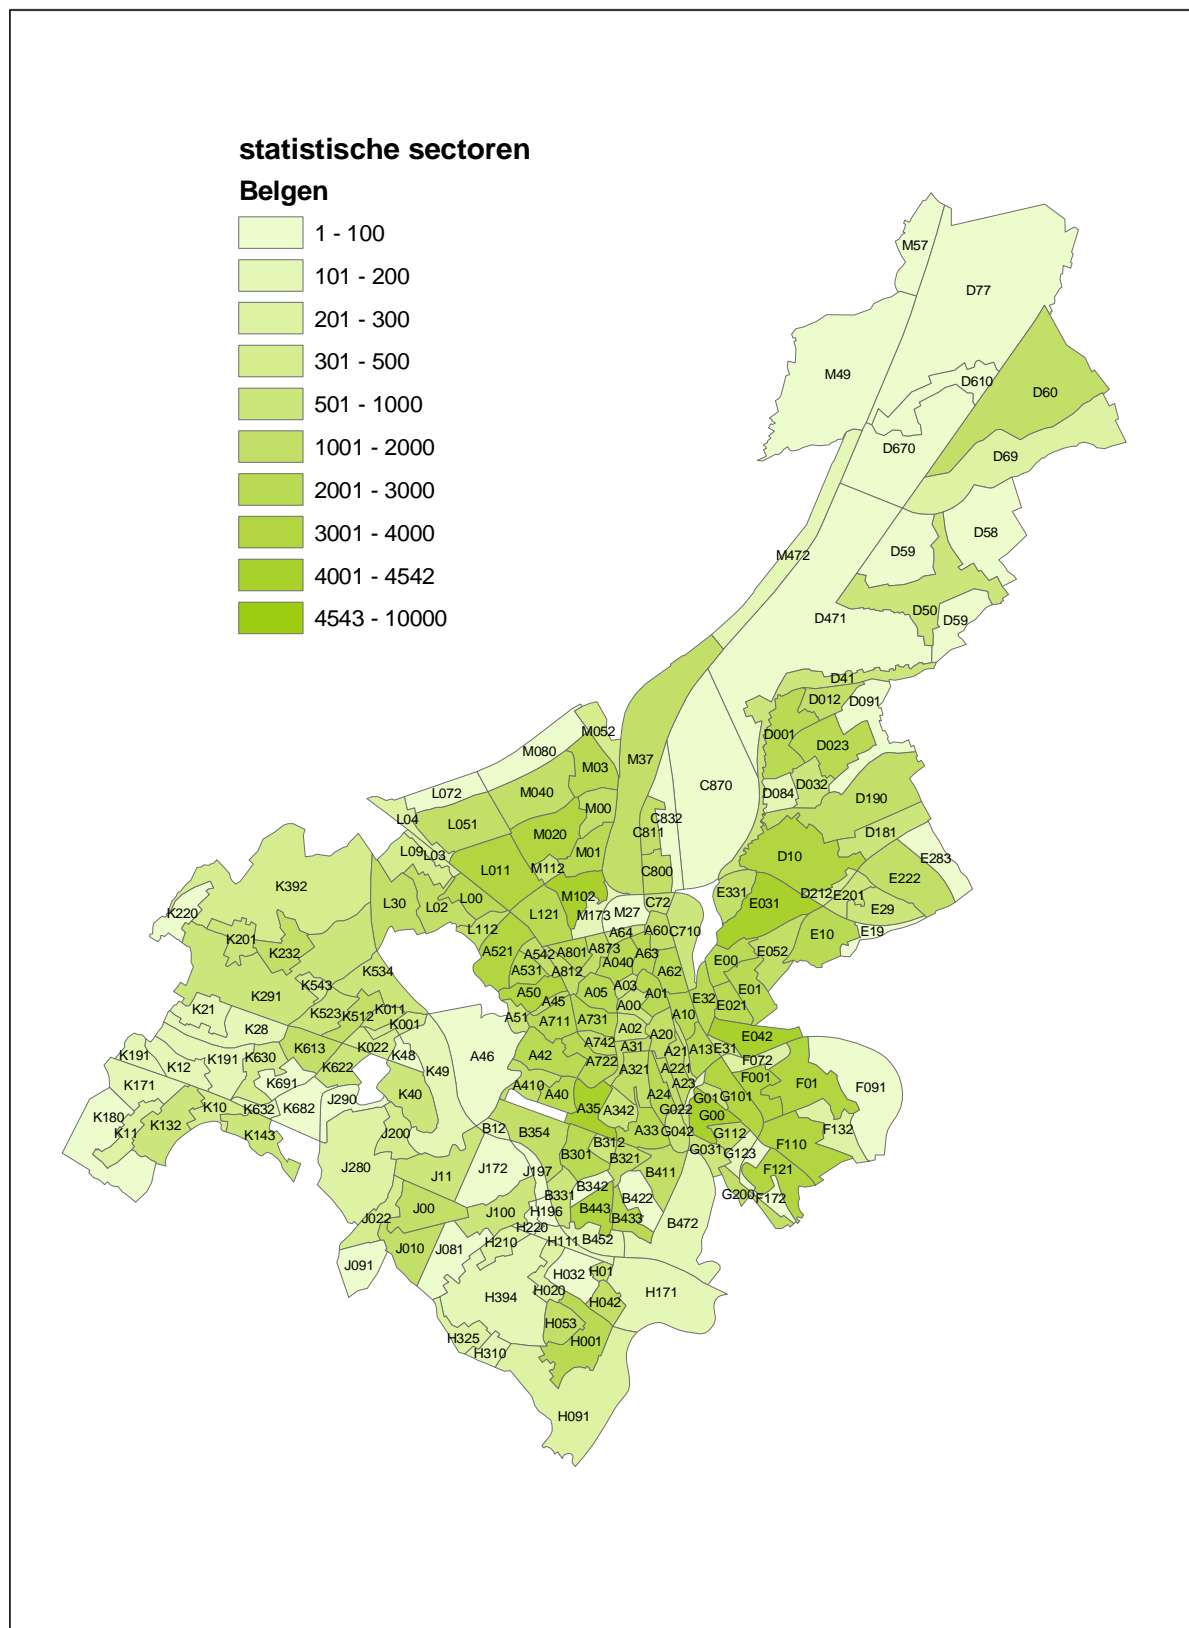 statistische sectoren
Belgen
1 - 100
101 - 200
201 - 300
301 - 500
501 - 1000
1001 - 2000
2001 - 3000
3001 - 4000
4001 - 4542
4543 - 10000
M57
D77
M49
D610
D60
D670
D69
M472
D59
D58
D50
D59
D471
D41
D012
D091
M052
D001
D023
M080
M37
M03
C870
D084
D032
D190
L072
M040
M00
C832
L04
L051
C811
M020
D181
L09
L03
M01
D10
E283
L011
M112
C800
E222
K392
L30
L02
L00
M102
E331
D212
E201
K220
L121
M173
M27
C72
E031
E29
L112
A64
A60
C710
E19
K201
E10
K232
A521
A542
A801
A873
A63
E052
A040
E00
K534
A531
A812
A62
K543
A03
E01
K291
A50
A05
A01
E32
K21
A45
A00
E021
K523
K512
K011
A51
A711
A731
A10
K28
K001
A02
A20
E042
K191
K12
K191
K630
K613
K022
K48
A46
A42
A742
A31
A21
A13
E31
K622
K49
A722
A321
A221
F072
K171
K691
J290
A410
A40
A23
F001
F01
F091
K180
K10
K632
K682
K40
A35
A342
A24
G01
G101
G022
G00
K11
K132
K143
J200
B12
B354
A33
G042
G112
F132
B312
G031
G123
F110
J280
B301
B321
J11
J172
J197
B411
F121
B342
B331
B422
G200
F172
J022
J00
J100
H196
B443
B433
B472
H220
J010
J081
H210
H111
B452
J091
H032
H01
H394
H020
H042
H171
H053
H325
H001
H310
H091